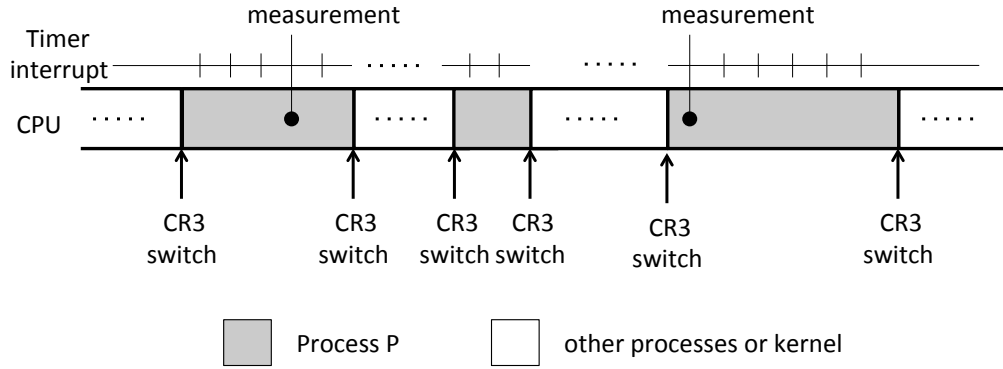 measurement
measurement
Timer
interrupt
CPU
CR3
switch
CR3
switch
CR3
switch
CR3
switch
CR3
switch
CR3
switch
Process P
other processes or kernel